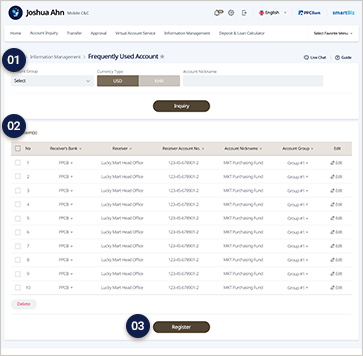 Joshua Ahn Mobile C&C English PPCBank smartBiz
Home Account Inquiry Transfer Approval Virtual Account Service Information Management Deposit & Loan Calculator Select Favorite Menu
01 Information Management Frequently Used Account Live Chat Guide
Account Group Currency Type Account Nickname
Select USD KHR
Inquiry
02
No Receiver's Bank Receiver Receiver Account No. Account Nickname Account Group Edit
1 PPCB Lucky Mart Head Office 123-45-678901-2 MKT Purchasing Fund Group #1 Edit
2 PPCB Lucky Mart Head Office 123-45-678901-2 MKT Purchasing Fund Group #1 Edit
3 PPCB Lucky Mart Head Office 123-45-678901-2 MKT Purchasing Fund Group #1 Edit
4 PPCB Lucky Mart Head Office 123-45-678901-2 MKT Purchasing Fund Group #1 Edit
5 PPCB Lucky Mart Head Office 123-45-678901-2 MKT Purchasing Fund Group #1 Edit
6 PPCB Lucky Mart Head Office 123-45-678901-2 MKT Purchasing Fund Group #1 Edit
7 PPCB Lucky Mart Head Office 123-45-678901-2 MKT Purchasing Fund Group #1 Edit
8 PPCB Lucky Mart Head Office 123-45-678901-2 MKT Purchasing Fund Group #1 Edit
9 PPCB Lucky Mart Head Office 123-45-678901-2 MKT Purchasing Fund Group #1 Edit
10 PPCB Lucky Mart Head Office 123-45-678901-2 MKT Purchasing Fund Group #1 Edit
Delete
03 Register